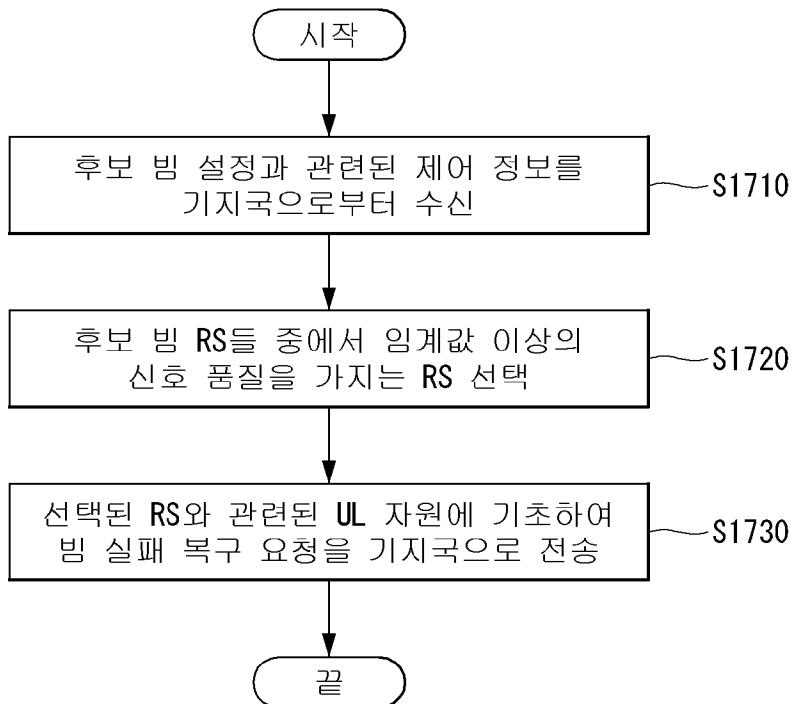 시작
후보 빔 설정과 관련된 제어 정보를
기지국으로부터 수신
S1710
후보 빔 RS들 중에서 임계값 이상의
신호 품질을 가지는 RS 선택
S1720
선택된 RS와 관련된 UL 자원에 기초하여
빔 실패 복구 요청을 기지국으로 전송
S1730
끝